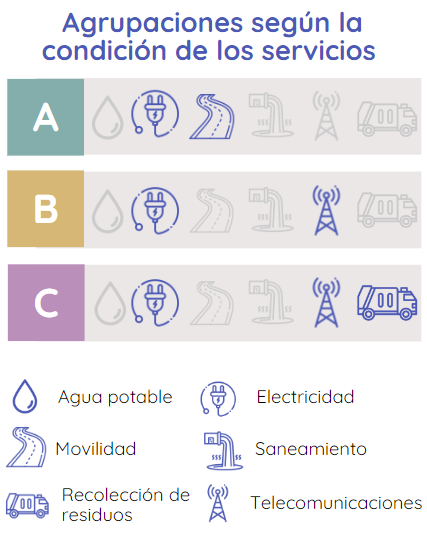 Agrupaciones según la
condición de los servicios
A
B
C
Agua potable
Electricidad
Movilidad
Saneamiento
Recolección de
residuos
Telecomunicaciones